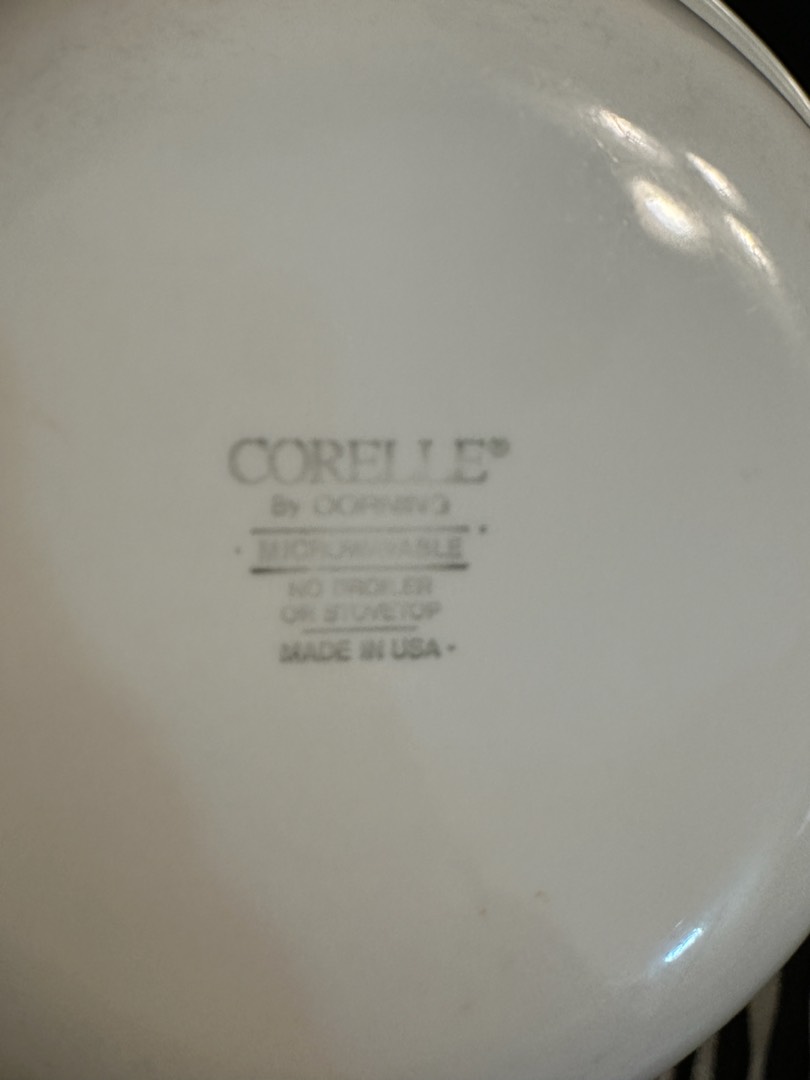 CORELLE®
By CORNING
· MICROWAVABLE ·
NO BROILER
OR STOVETOP
MADE IN USA ·